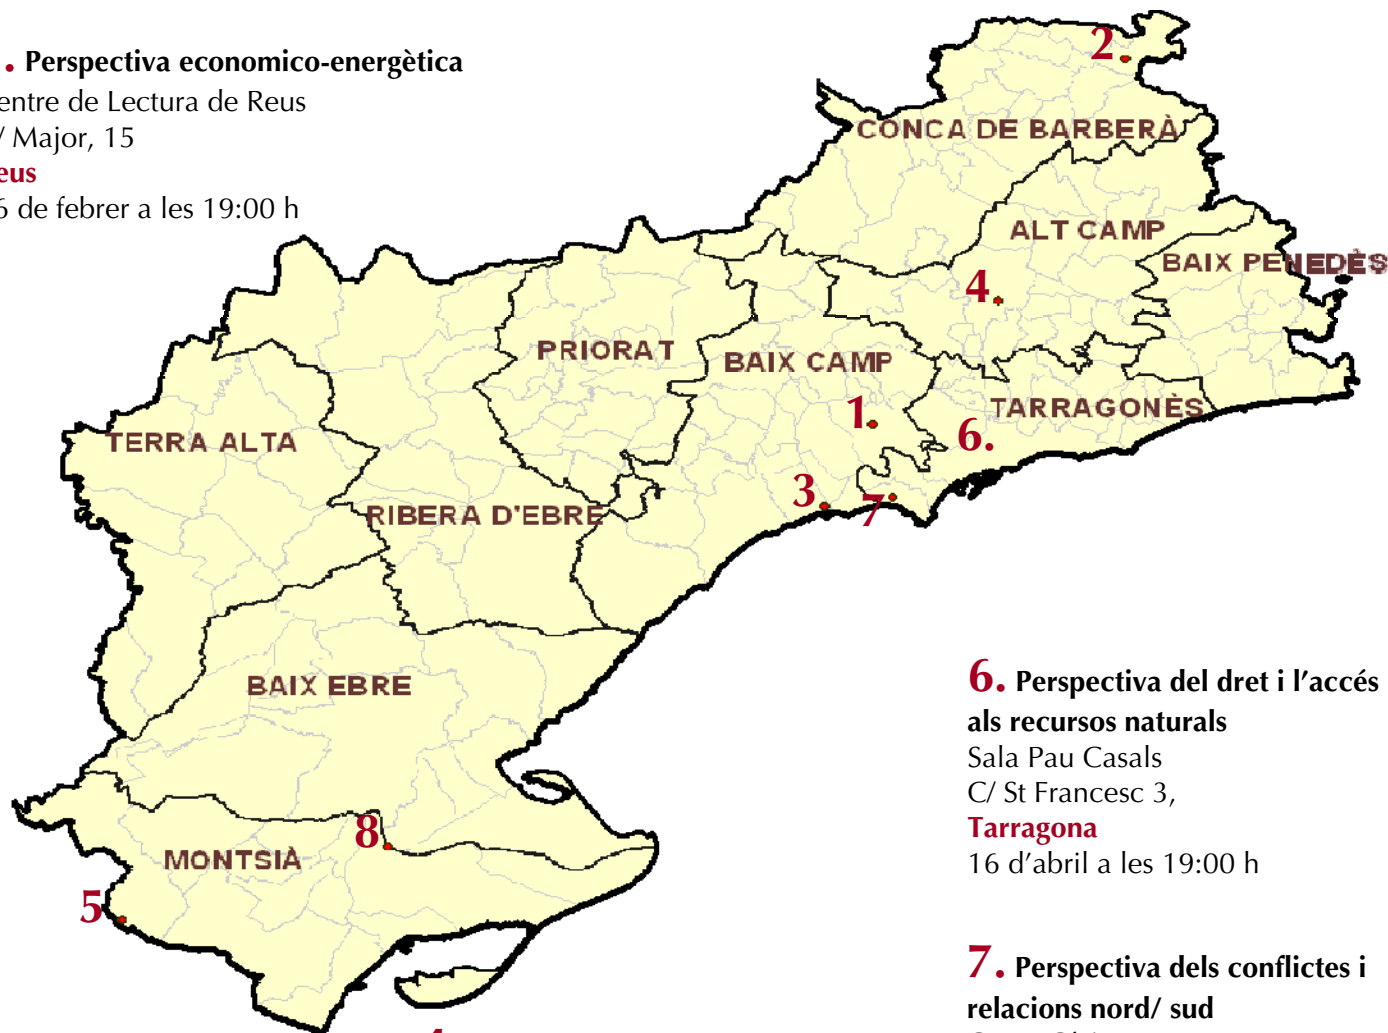 . Perspectiva economico-energètica
entre de Lectura de Reus
/ Major, 15
eus
6 de febrer a les 19:00 h
2.
CONCA DE BARBERÀ
ALT CAMP
BAIX PENEDÈS
4
PRIORAT
BAIX CAMP
TARRAGONÈS
1.
6.
TERRA ALTA
3
7
RIBERA D'EBRE
BAIX EBRE
8
MONTSIÀ
5
6. Perspectiva del dret i l’accés
als recursos naturals
Sala Pau Casals
C/ St Francesc 3,
Tarragona
16 d’abril a les 19:00 h
7. Perspectiva dels conflictes i
relacions nord/ sud